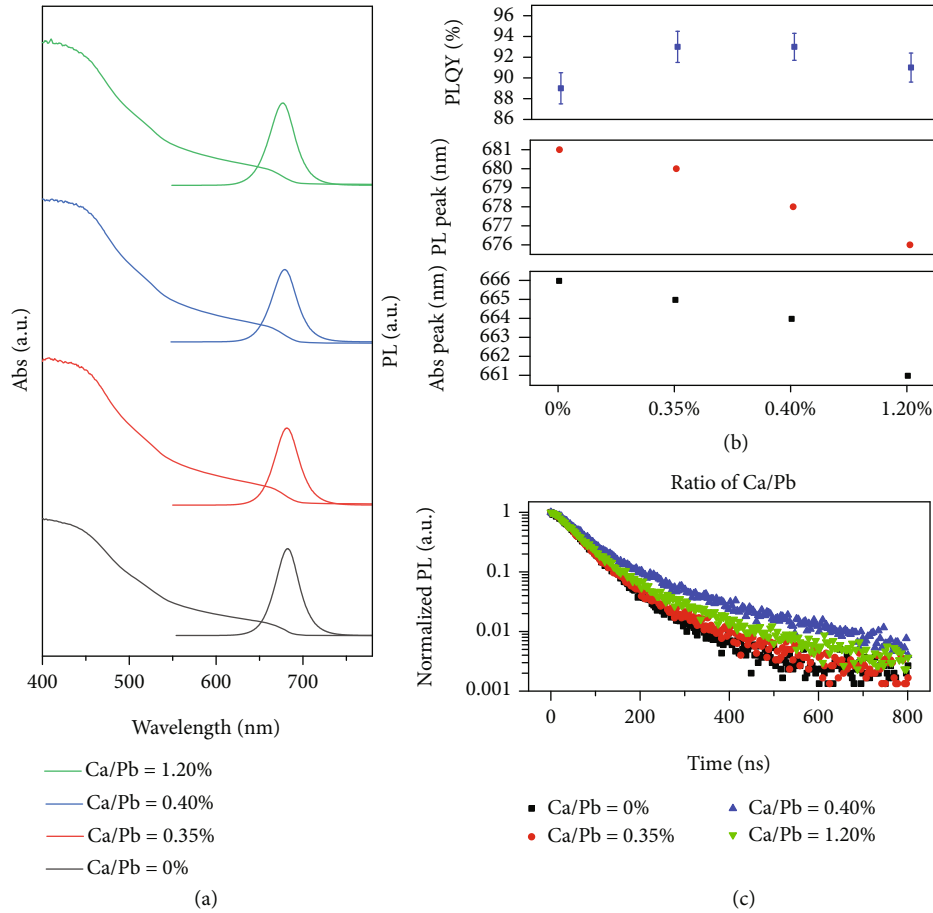 Abs (a.u.)
PL (a.u.)
400 500 600 700
Wavelength (nm)
Ca/Pb = 1.20%
Ca/Pb = 0.40%
Ca/Pb = 0.35%
Ca/Pb = 0%
(a)
PLQY (%)
96
94
92
90
88
86
PL peak (nm)
681
680
679
678
677
676
Abs peak (nm)
666
665
664
663
662
661
0% 0.35% 0.40% 1.20%
(b)
Ratio of Ca/Pb
Normalized PL (a.u.)
1
0.1
0.01
0.001
0 200 400 600 800
Time (ns)
Ca/Pb = 0% Ca/Pb = 0.40%
Ca/Pb = 0.35% Ca/Pb = 1.20%
(c)